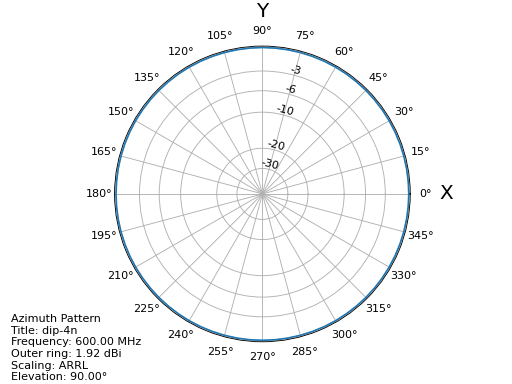 Y
90°
105° 75°
120° 60°
135° 45°
150° 30°
165° 15°
180° 0° X
195° 345°
210° 330°
225° 315°
240° 300°
255° 285°
270°
-3
-6
-10
-20
-30
Azimuth Pattern
Title: dip-4n
Frequency: 600.00 MHz
Outer ring: 1.92 dBi
Scaling: ARRL
Elevation: 90.00°